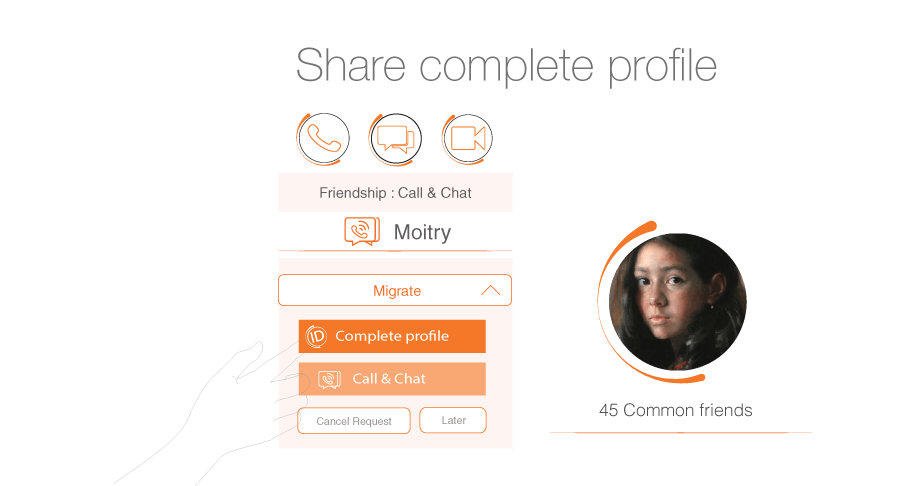 Share complete profile
Friendship : Call & Chat
Moitry
Migrate
ID Complete profile
Call & Chat
Cancel Request
Later
45 Common friends